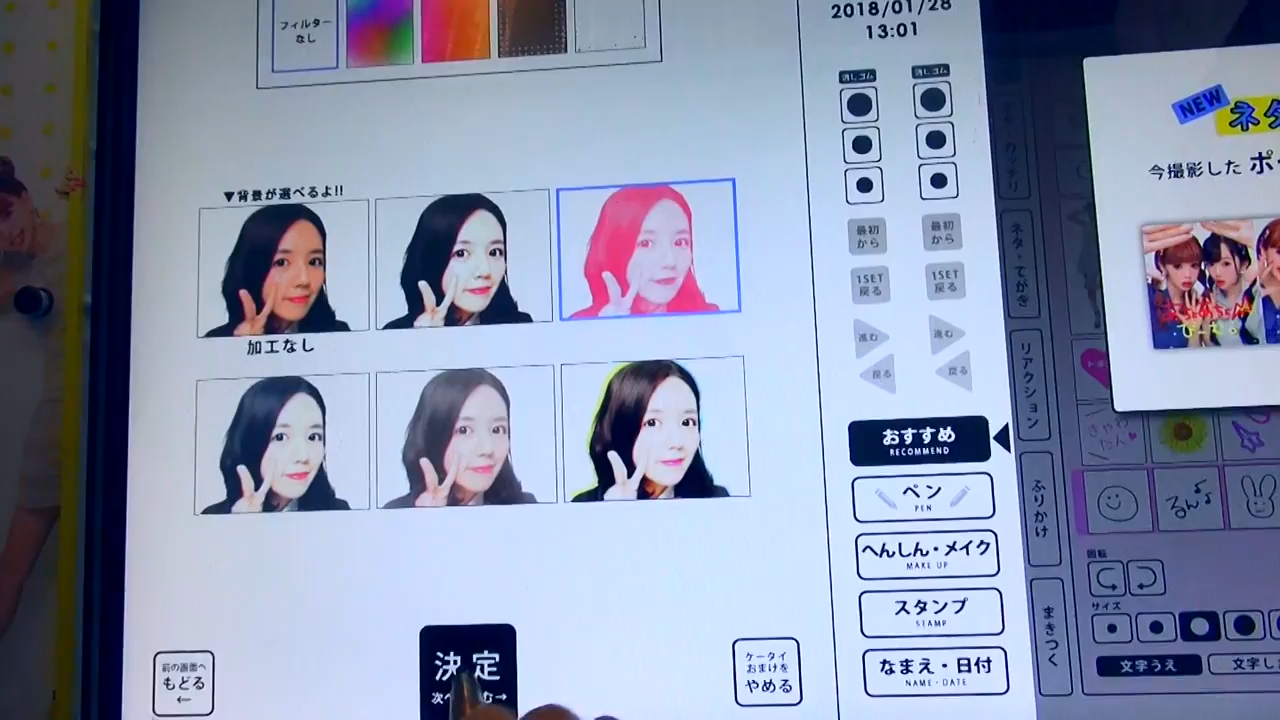 フィルター
なし
▼背景が選べるよ!!
加工なし
前の画面へ
もどる
←
決定
ケータイ
おまけを
やめる
2018/01/28
13:01
消しゴム
消しゴム
最初
から
最初
から
1SET
戻る
1SET
戻る
進む
進む
戻る
戻る
おすすめ
RECOMMEND
ペン
PEN
へんしん・メイク
MAKE UP
スタンプ
STAMP
なまえ・日付
NAME・DATE
ネタ・てがき
リアクション
ふりかけ
まきつく
NEW
今撮影した
るん♪
回転
サイズ
文字うえ